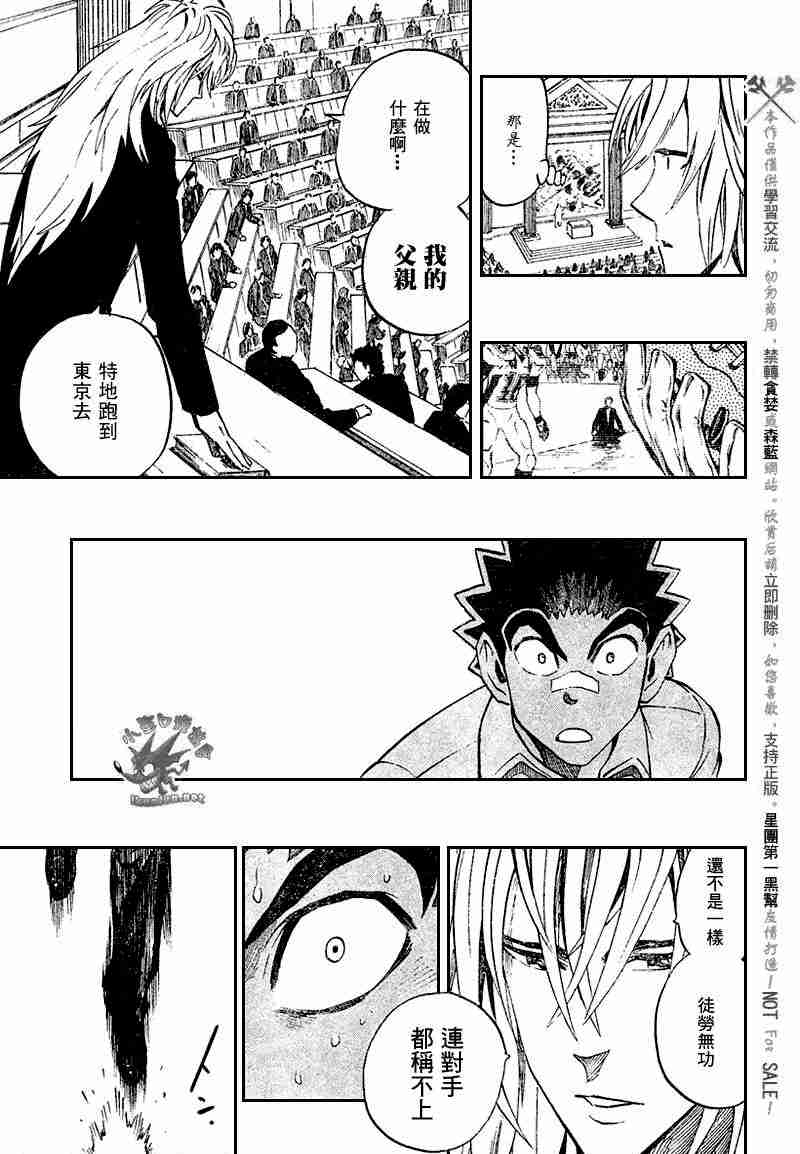 那是…
在做
什麼啊…
我的
父親
特地跑到
東京去
還不是一樣
徒勞無功
連對手
都稱不上
本作品僅供學習交流，切勿商用，禁轉貪婪或森藍網站。欣賞后請立即刪除，如您喜歡，支持正版。星團第一黑幫友情打造—NOT For SALE—